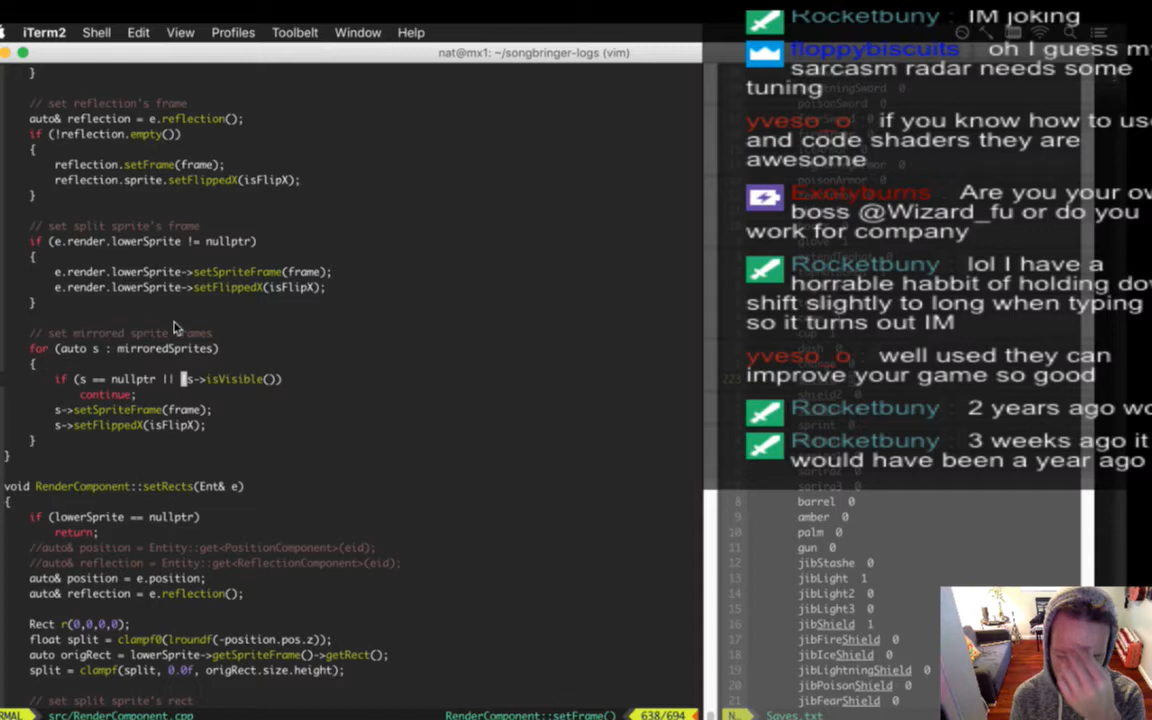 iTerm2 Shell Edit View Profiles Toolbelt Window Help
nat@mx1: ~/songbringer-logs (vim)
}
// set reflection's frame
auto& reflection = e.reflection();
if (!reflection.empty())
{
reflection.setFrame(frame);
reflection.sprite.setFlippedX(isFlipX);
}
// set split sprite's frame
if (e.render.lowerSprite != nullptr)
{
e.render.lowerSprite->setSpriteFrame(frame);
e.render.lowerSprite->setFlippedX(isFlipX);
}
// set mirrored sprite frames
for (auto s : mirroredSprites)
{
if (s == nullptr || s->isVisible())
continue;
s->setSpriteFrame(frame);
s->setFlippedX(isFlipX);
}
}
void RenderComponent::setRects(Ent& e)
{
if (lowerSprite == nullptr)
return;
//auto& position = Entity::get<PositionComponent>(eid);
//auto& reflection = Entity::get<ReflectionComponent>(eid);
auto& position = e.position;
auto& reflection = e.reflection();
Rect r(0,0,0,0);
float split = clampf0(lroundf(-position.pos.z));
auto origRect = lowerSprite->getSpriteFrame()->getRect();
split = clampf(split, 0.0f, origRect.size.height);
// set split sprite's rect
RMAL src/RenderComponent.cpp RenderComponent::setFrame() 638/694
Rocketbuny : IM joking
floppybiscuits oh I guess my
sarcasm radar needs some
tuning
yveso_o if you know how to use
and code shaders they are
awesome
Exotyburns Are you your ow
boss @Wizard_fu or do you
work for company
Rocketbuny lol I have a
horrable habbit of holding dow
shift slightly to long when typing
so it turns out IM
yveso_o well used they can
improve your game so good
Rocketbuny 2 years ago wo
Rocketbuny 3 weeks ago it
would have been a year ago
8 barrel 0
9 amber 0
10 palm 0
11 gun 0
12 jibStashe 0
13 jibLight 1
14 jibLight2 0
15 jibLight3 0
16 jibShield 1
17 jibFireShield 0
18 jibIceShield 0
19 jibLightningShield 0
20 jibPoisonShield 0
21 jibFearShield 0
N… Saves.txt